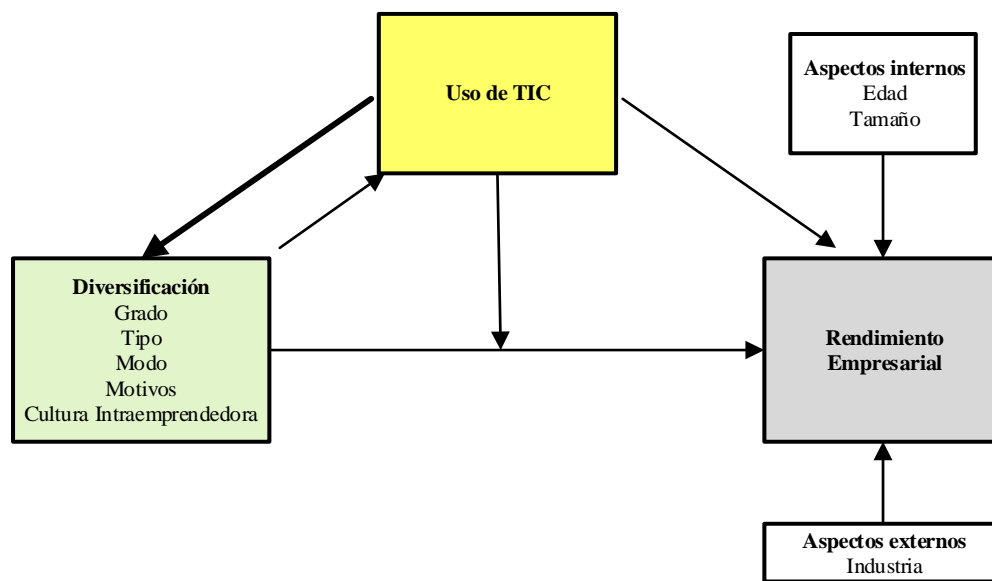 Uso de TIC
Aspectos internos
Edad
Tamaño
Diversificación
Grado
Tipo
Modo
Motivos
Cultura Intraemprendedora
Rendimiento
Empresarial
Aspectos externos
Industria